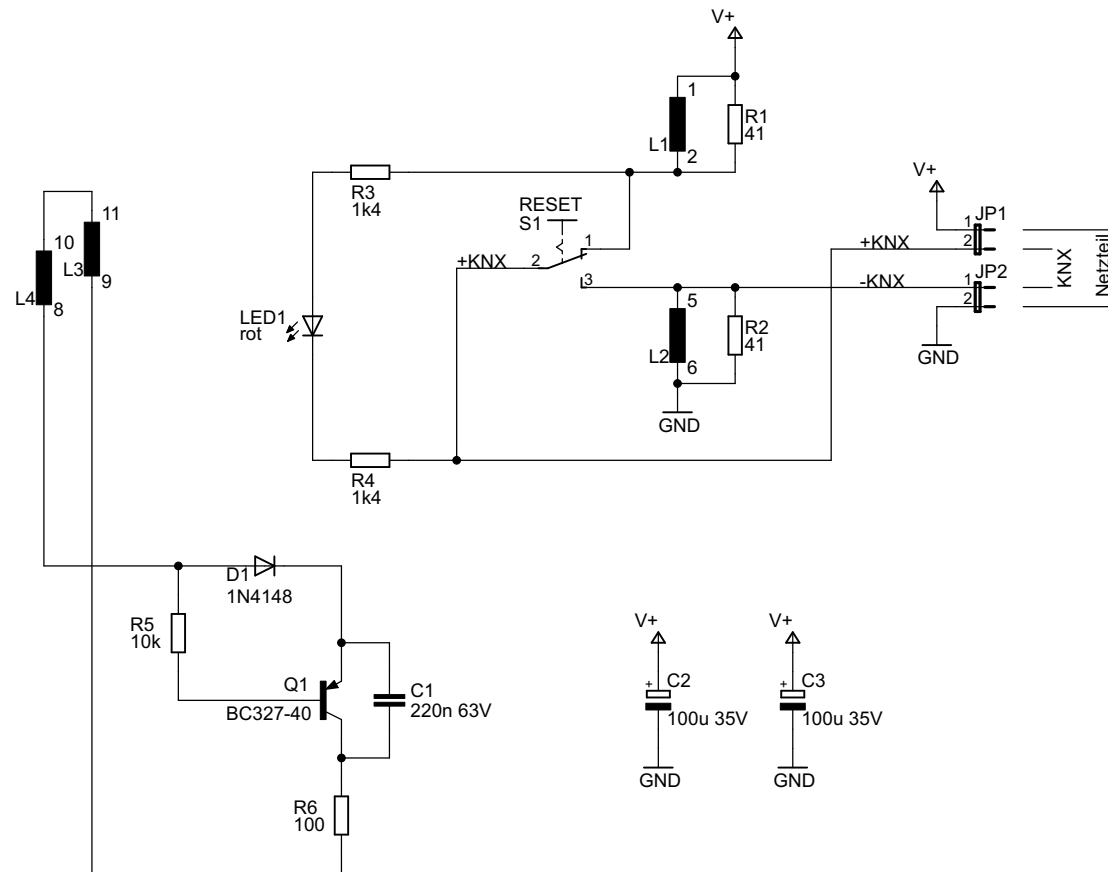 V+
1
R1
41
L1
2
R3
1k4
V+
RESET
S1
JP1
1
2
+KNX
2
1
+KNX
11
10
L3
9
L4
8
3
-KNX
JP2
1
2
KNX
Netzteil
5
R2
41
L2
6
LED1
rot
GND
GND
R4
1k4
D1
1N4148
R5
10k
V+
V+
Q1
BC327-40
C1
220n 63V
+
C2
100u 35V
+
C3
100u 35V
GND
GND
R6
100